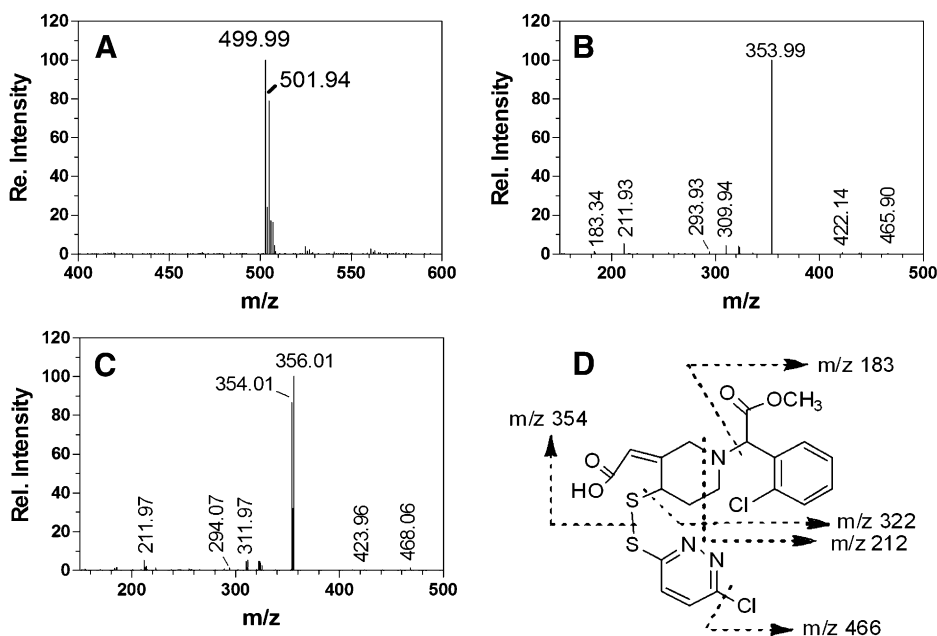 A
499.99
501.94
Re. Intensity
120
100
80
60
40
20
0
400 450 500 550 600
m/z
B
353.99
183.34
211.93
293.93
309.94
422.14
465.90
Rel. Intensity
120
100
80
60
40
20
0
200 300 400 500
m/z
C
356.01
354.01
211.97
294.07
311.97
423.96
468.06
Rel. Intensity
120
100
80
60
40
20
0
200 300 400 500
m/z
D
m/z 183
O
OCH3
m/z 354
N
O
HO
Cl
S
m/z 322
m/z 212
S
N
N
Cl
m/z 466